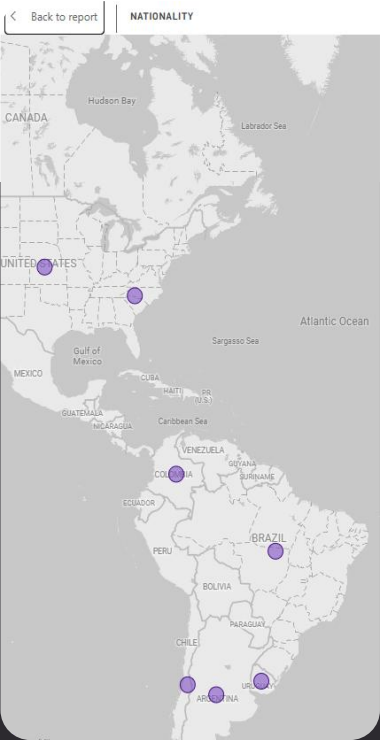 Back to report
NATIONALITY
Hudson Bay
CANADA
Labrador Sea
UNITED STATES
Atlantic Ocean
Sargasso Sea
Gulf of
Mexico
MEXICO
CUBA
HAITI
PR
(U.S.)
GUATEMALA
Caribbean Sea
NICARAGUA
VENEZUELA
GUYANA
COLOMBIA
SURINAME
ECUADOR
BRAZIL
PERU
BOLIVIA
PARAGUAY
CHILE
URUGUAY
ARGENTINA